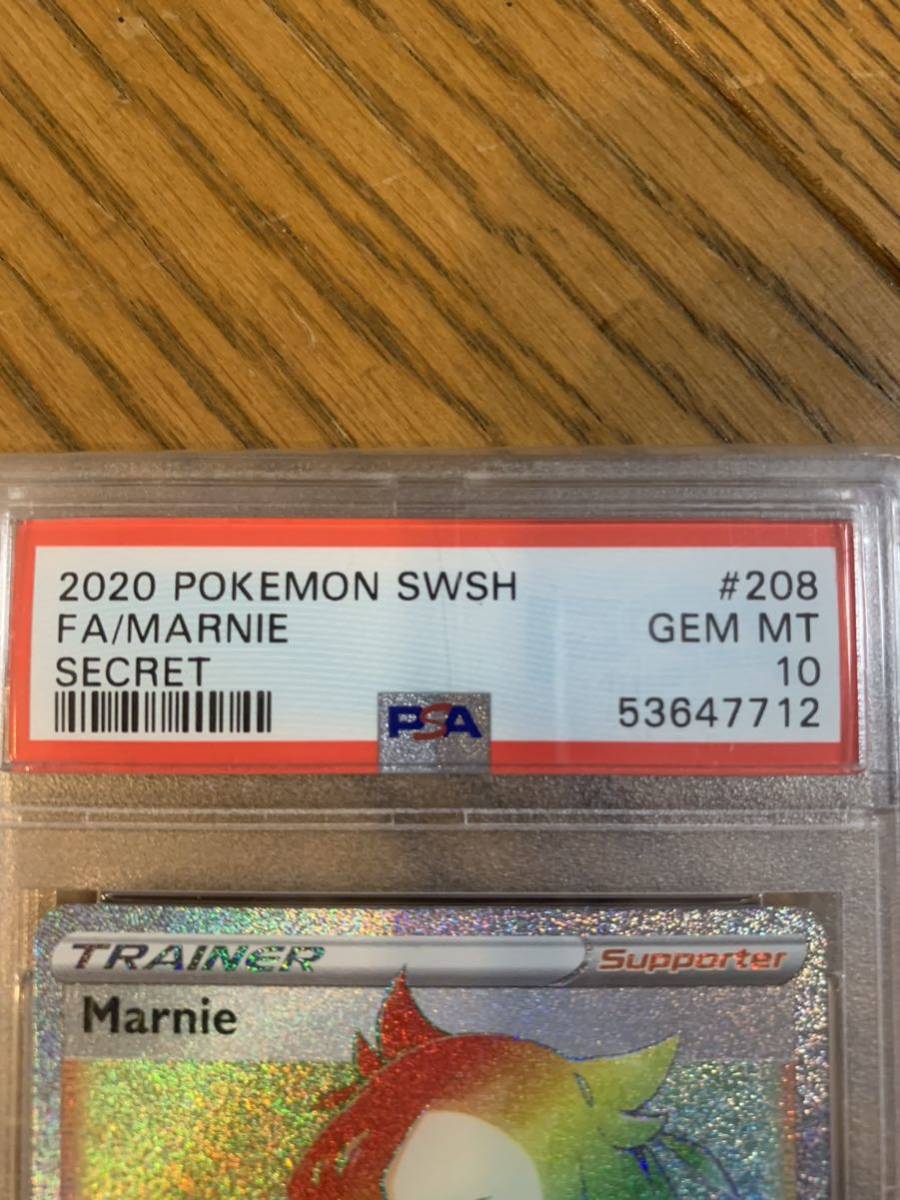 2020 POKEMON SWSH #208
FA/MARNIE GEM MT
SECRET 10
PSA 53647712
TRAINER Supporter
Marnie